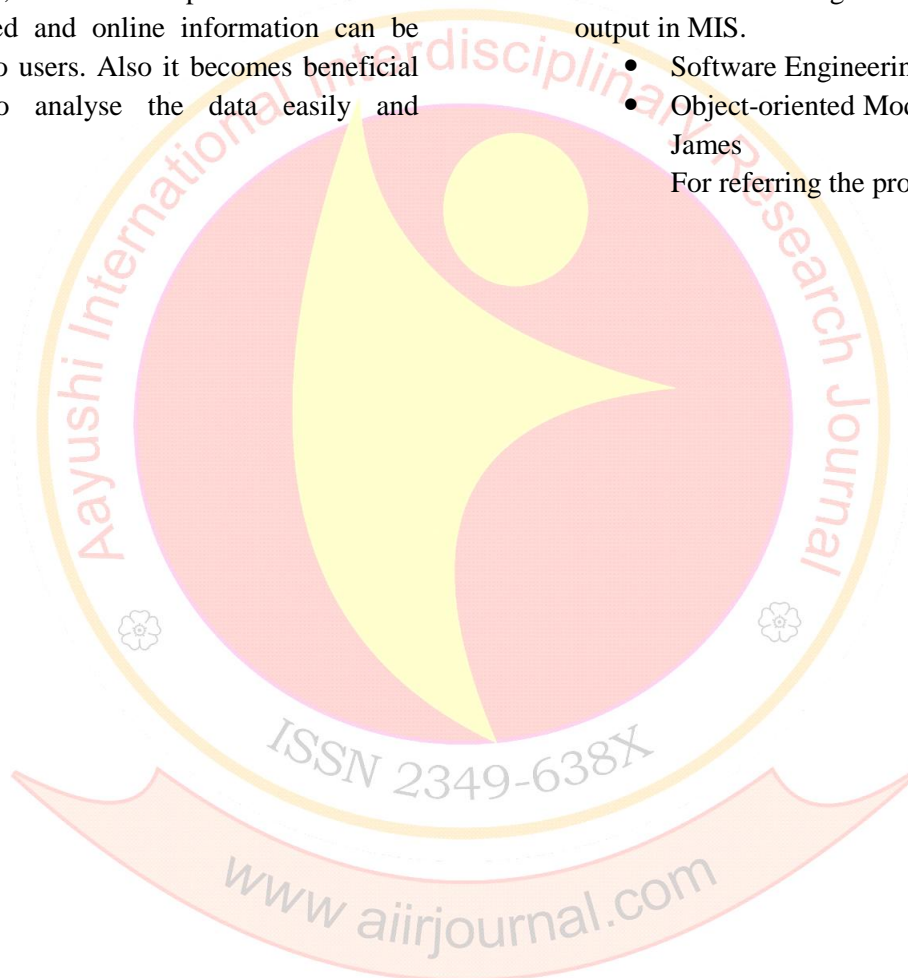 ed and online information can be
o users. Also it becomes beneficial
o analyse the data easily and
output in MIS.
• Software Engineerin
• Object-oriented Mod
James
For referring the pro
Aayushi International Interdisciplinary Research Journal
ISSN 2349-638X
www aiirjournal.com